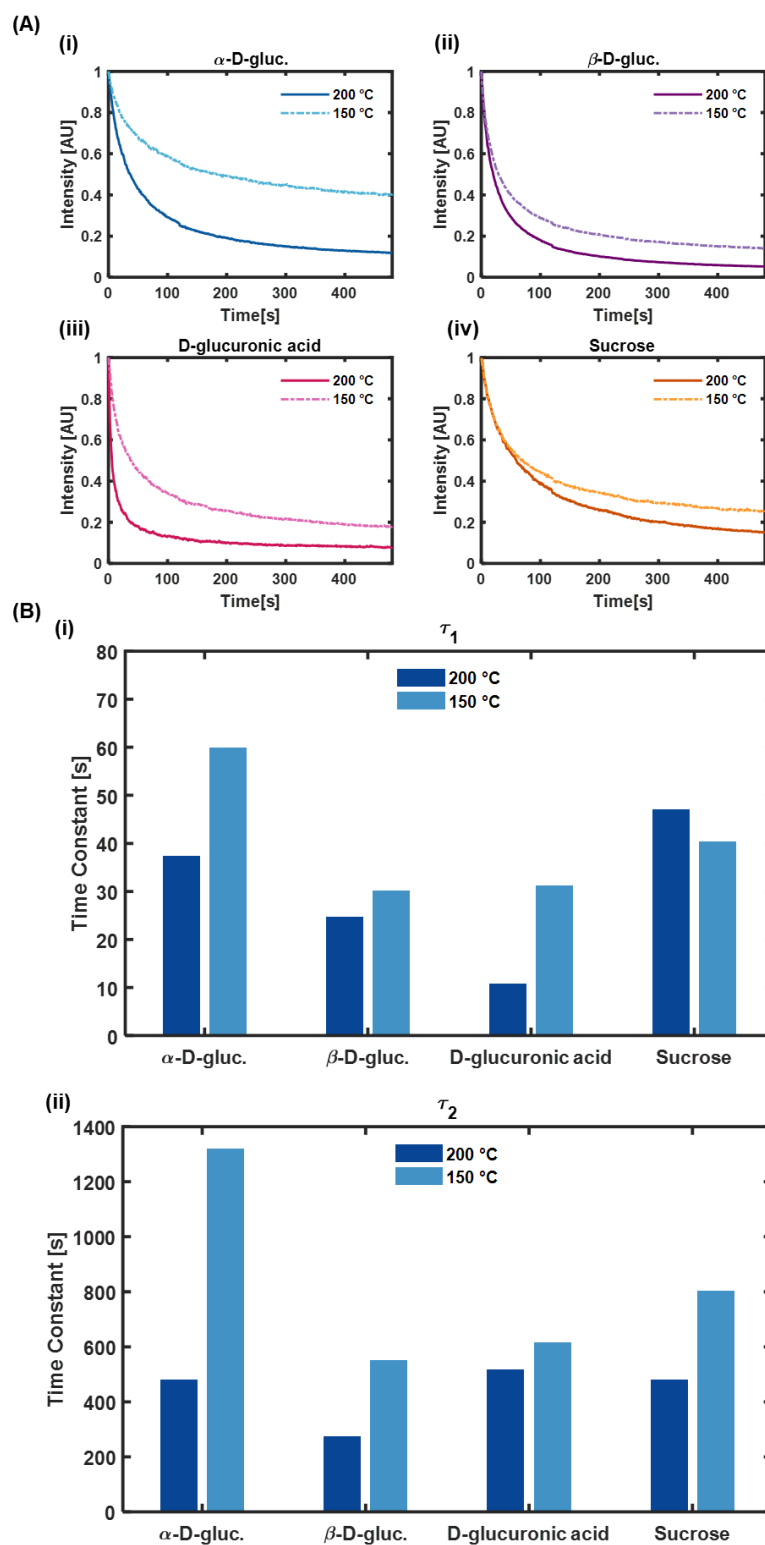 (A)
(i)
α-D-gluc.
Intensity [AU]
1
0.8
0.6
0.4
0.2
0
200 °C
150 °C
0 100 200 300 400
Time[s]
(ii)
β-D-gluc.
Intensity [AU]
1
0.8
0.6
0.4
0.2
0
200 °C
150 °C
0 100 200 300 400
Time[s]
(iii)
D-glucuronic acid
Intensity [AU]
1
0.8
0.6
0.4
0.2
0
200 °C
150 °C
0 100 200 300 400
Time[s]
(iv)
Sucrose
Intensity [AU]
1
0.8
0.6
0.4
0.2
0
200 °C
150 °C
0 100 200 300 400
Time[s]
(B)
(i)
τ1
Time Constant [s]
80
70
60
50
40
30
20
10
0
200 °C
150 °C
α-D-gluc. β-D-gluc. D-glucuronic acid Sucrose
(ii)
τ2
Time Constant [s]
1400
1200
1000
800
600
400
200
0
200 °C
150 °C
α-D-gluc. β-D-gluc. D-glucuronic acid Sucrose